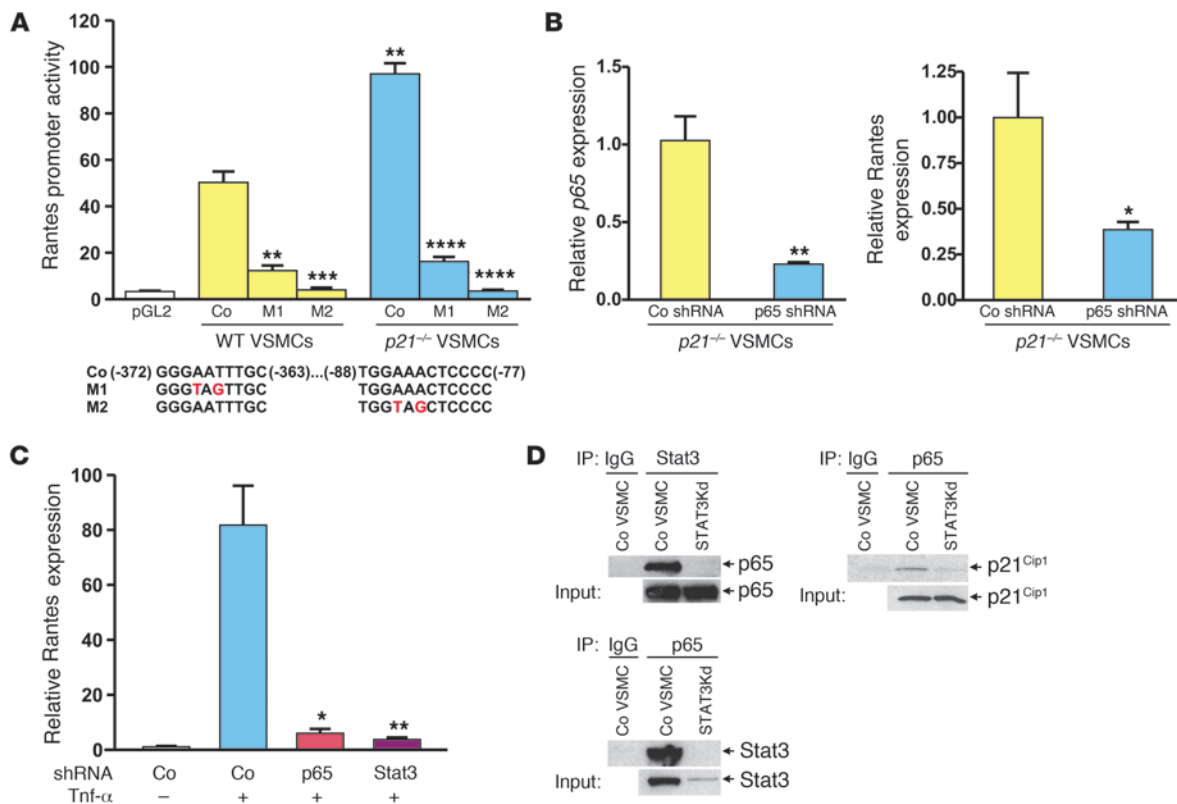 A
Rantes promoter activity
120
100
80
60
40
20
0
**
***
**
****
****
pGL2 Co M1 M2 Co M1 M2
WT VSMCs p21–/– VSMCs
Co (-372) GGGAATTTGC (-363)...(-88) TGGAAACTCCCC (-77)
M1 GGGTAGTTGC TGGAAACTCCCC
M2 GGGAATTTGC TGGTAGCTCCCC
B
Relative p65 expression
1.5
1.0
0.5
0.0
**
Co shRNA p65 shRNA
p21–/– VSMCs
Relative Rantes
expression
1.25
1.00
0.75
0.50
0.25
0.00
*
Co shRNA p65 shRNA
p21–/– VSMCs
C
Relative Rantes expression
100
80
60
40
20
0
*
**
shRNA Co Co p65 Stat3
Tnf-α – + + +
D
IP: IgG Stat3
Co VSMC Co VSMC STAT3Kd
p65
Input: p65
IP: IgG p65
Co VSMC Co VSMC STAT3Kd
p21Cip1
Input: p21Cip1
IP: IgG p65
Co VSMC Co VSMC STAT3Kd
Stat3
Input: Stat3